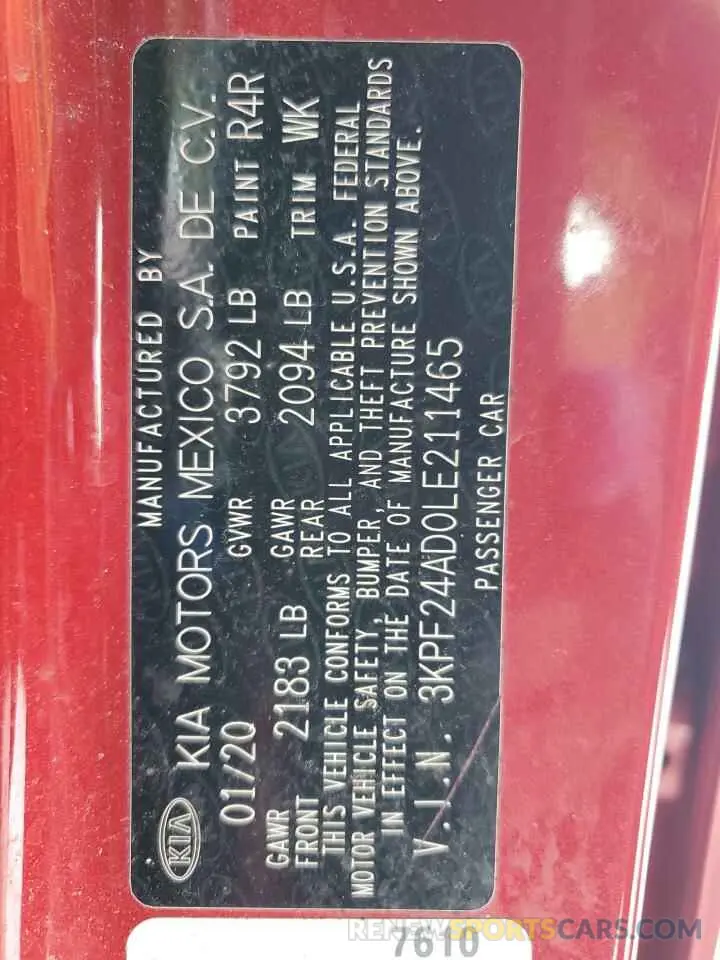 MANUFACTURED BY
KIA MOTORS MEXICO S.A. DE C.V.
01/20 GVWR 3792 LB PAINT R4R
GAWR FRONT 2183 LB GAWR REAR 2094 LB TRIM WK
THIS VEHICLE CONFORMS TO ALL APPLICABLE U.S.A. FEDERAL
MOTOR VEHICLE SAFETY, BUMPER, AND THEFT PREVENTION STANDARDS
IN EFFECT ON THE DATE OF MANUFACTURE SHOWN ABOVE.
V.I.N. 3KPF24AD0LE211465
PASSENGER CAR
KIA
7610
RENEWSPORTSCARS.COM